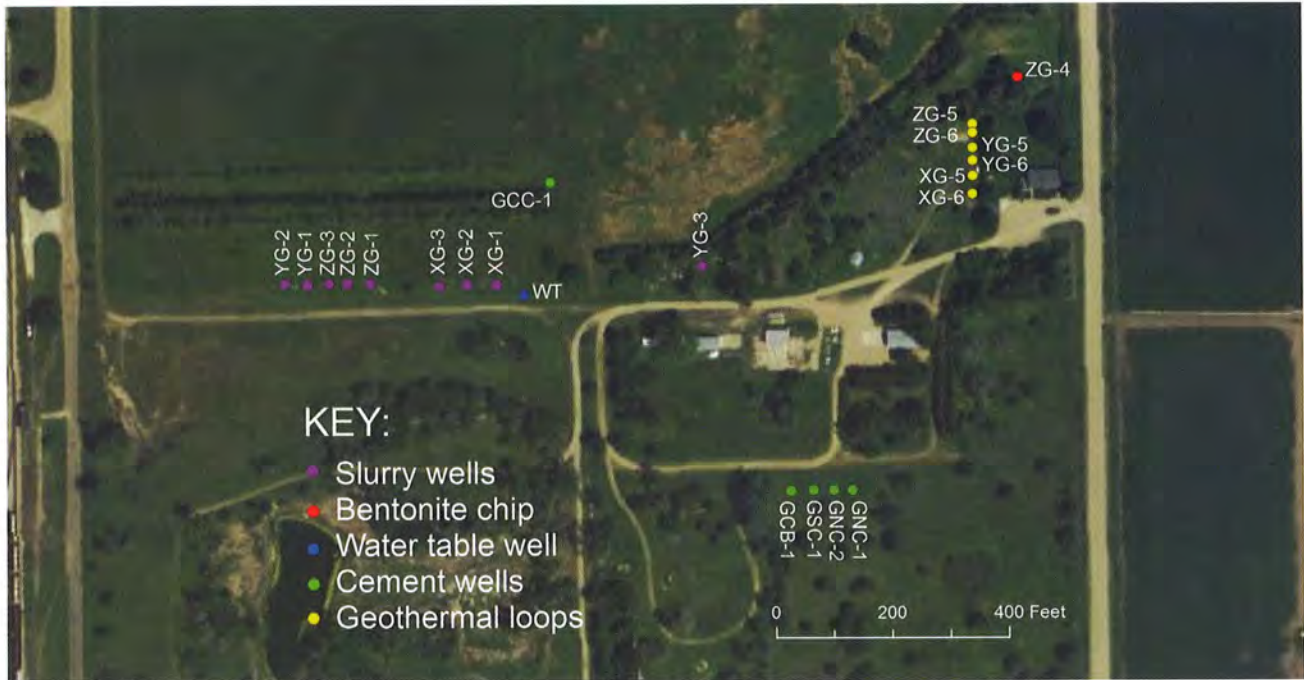 ZG-4
ZG-5
ZG-6
YG-5
YG-6
XG-5
XG-6
GCC-1
YG-2
YG-1
ZG-3
ZG-2
ZG-1
XG-3
XG-2
XG-1
YG-3
WT
KEY:
Slurry wells
Bentonite chip
Water table well
Cement wells
Geothermal loops
GCB-1
GSC-1
GNC-2
GNC-1
0 200 400 Feet